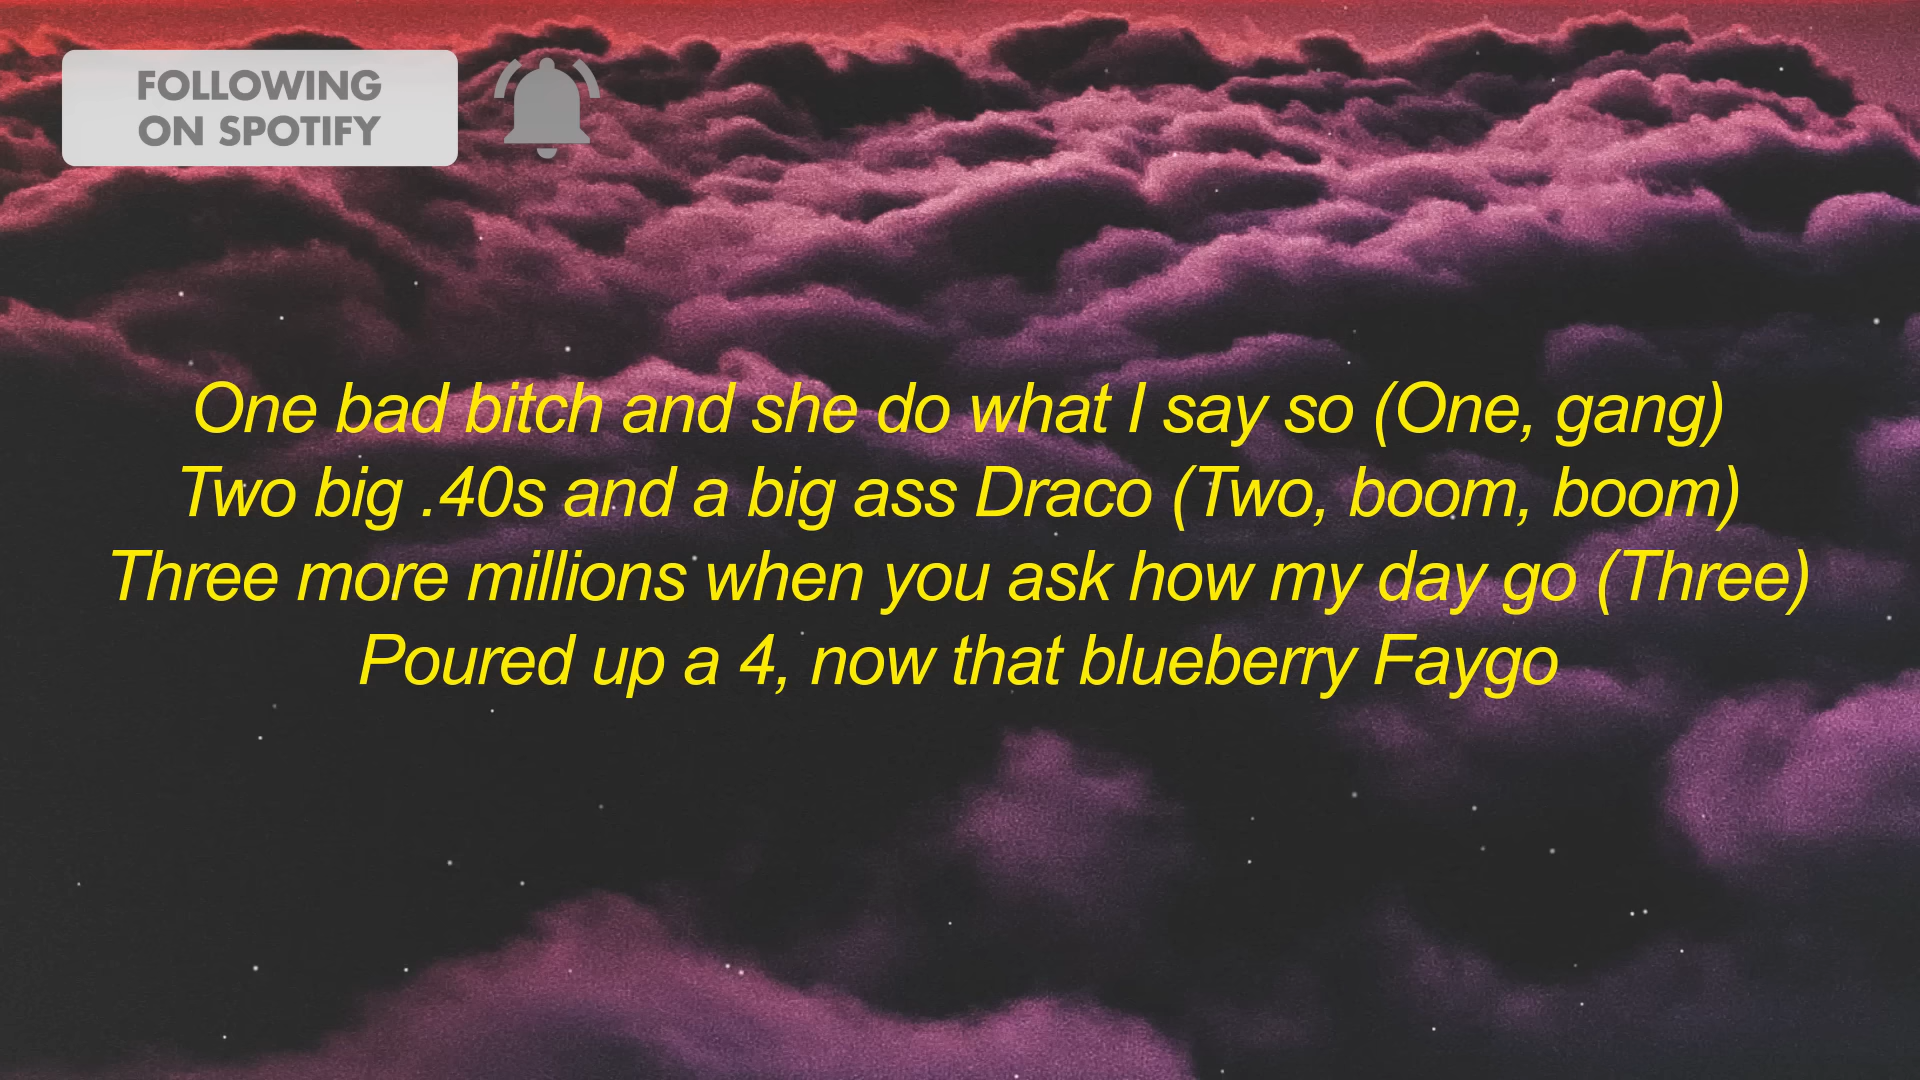 FOLLOWING
ON SPOTIFY
One bad bitch and she do what I say so (One, gang)
Two big .40s and a big ass Draco (Two, boom, boom)
Three more millions when you ask how my day go (Three)
Poured up a 4, now that blueberry Faygo